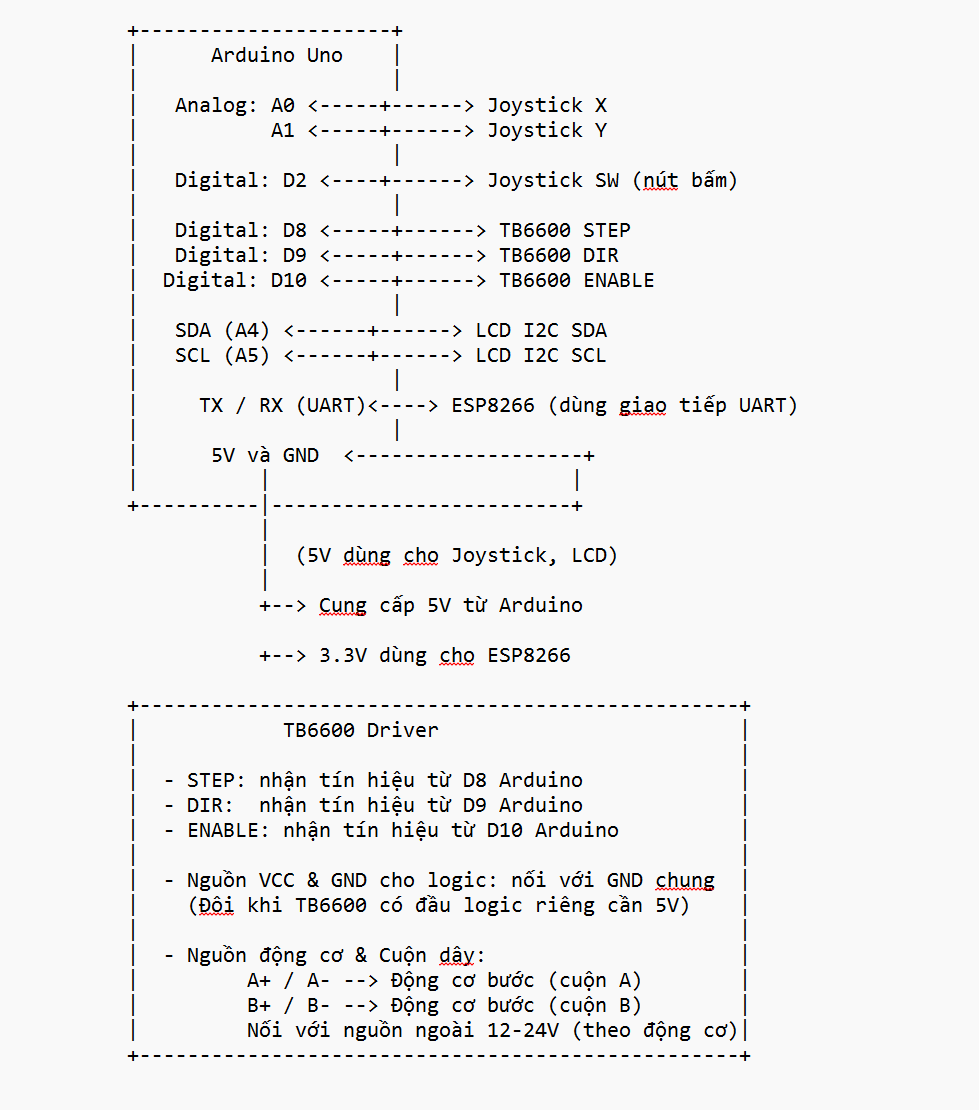 +---------------------+
|      Arduino Uno    |
|                     |
|   Analog: A0 <-----+------> Joystick X
|           A1 <-----+------> Joystick Y
|                     |
|   Digital: D2 <----+------> Joystick SW (nút bấm)
|                     |
|   Digital: D8 <-----+------> TB6600 STEP
|   Digital: D9 <-----+------> TB6600 DIR
|  Digital: D10 <-----+------> TB6600 ENABLE
|                     |
|   SDA (A4) <------+------> LCD I2C SDA
|   SCL (A5) <------+------> LCD I2C SCL
|                     |
|     TX / RX (UART)<----> ESP8266 (dùng giao tiếp UART)
|                     |
|      5V và GND  <-------------------+
|          |                         |
+----------|-------------------------+
           |
           |  (5V dùng cho Joystick, LCD)
           |
           +--> Cung cấp 5V từ Arduino
           +--> 3.3V dùng cho ESP8266
+--------------------------------------------------+
|            TB6600 Driver                         |
|                                                  |
|  - STEP: nhận tín hiệu từ D8 Arduino             |
|  - DIR:  nhận tín hiệu từ D9 Arduino             |
|  - ENABLE: nhận tín hiệu từ D10 Arduino          |
|                                                  |
|  - Nguồn VCC & GND cho logic: nối với GND chung  |
|    (Đôi khi TB6600 có đầu logic riêng cần 5V)    |
|                                                  |
|  - Nguồn động cơ & Cuộn dây:                     |
|         A+ / A- --> Động cơ bước (cuộn A)        |
|         B+ / B- --> Động cơ bước (cuộn B)        |
|         Nối với nguồn ngoài 12-24V (theo động cơ)|
+--------------------------------------------------+